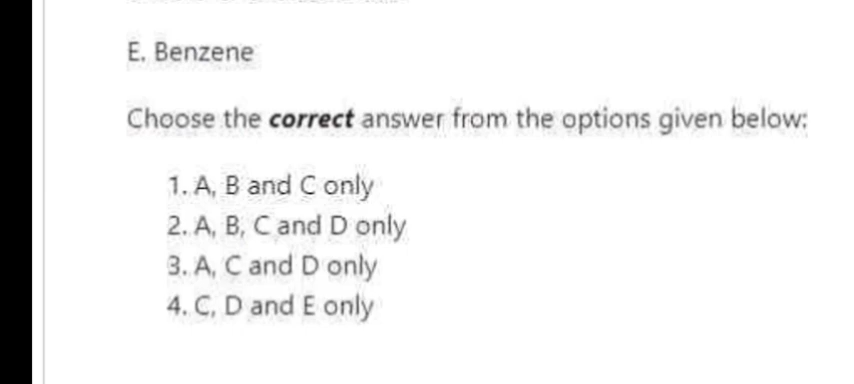 E. Benzene
Choose the correct answer from the options given below:
1. A, B and C only
2. A, B, C and D only
3. A, C and D only
4. C, D and E only